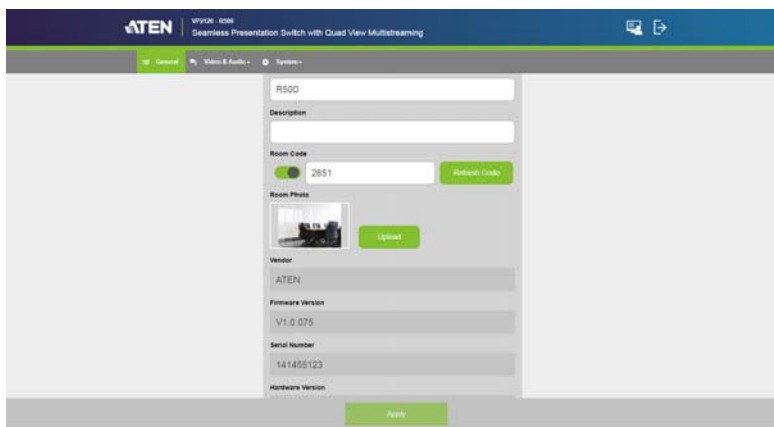 ATEN
VP2120 - R500
Seamless Presentation Switch with Quad View Multistreaming
General Video & Audio System
R500
Description
Room Code
2651 Refresh Code
Room Photo
Upload
Vendor
ATEN
Firmware Version
V1.0.075
Serial Number
141455123
Hardware Version
Apply